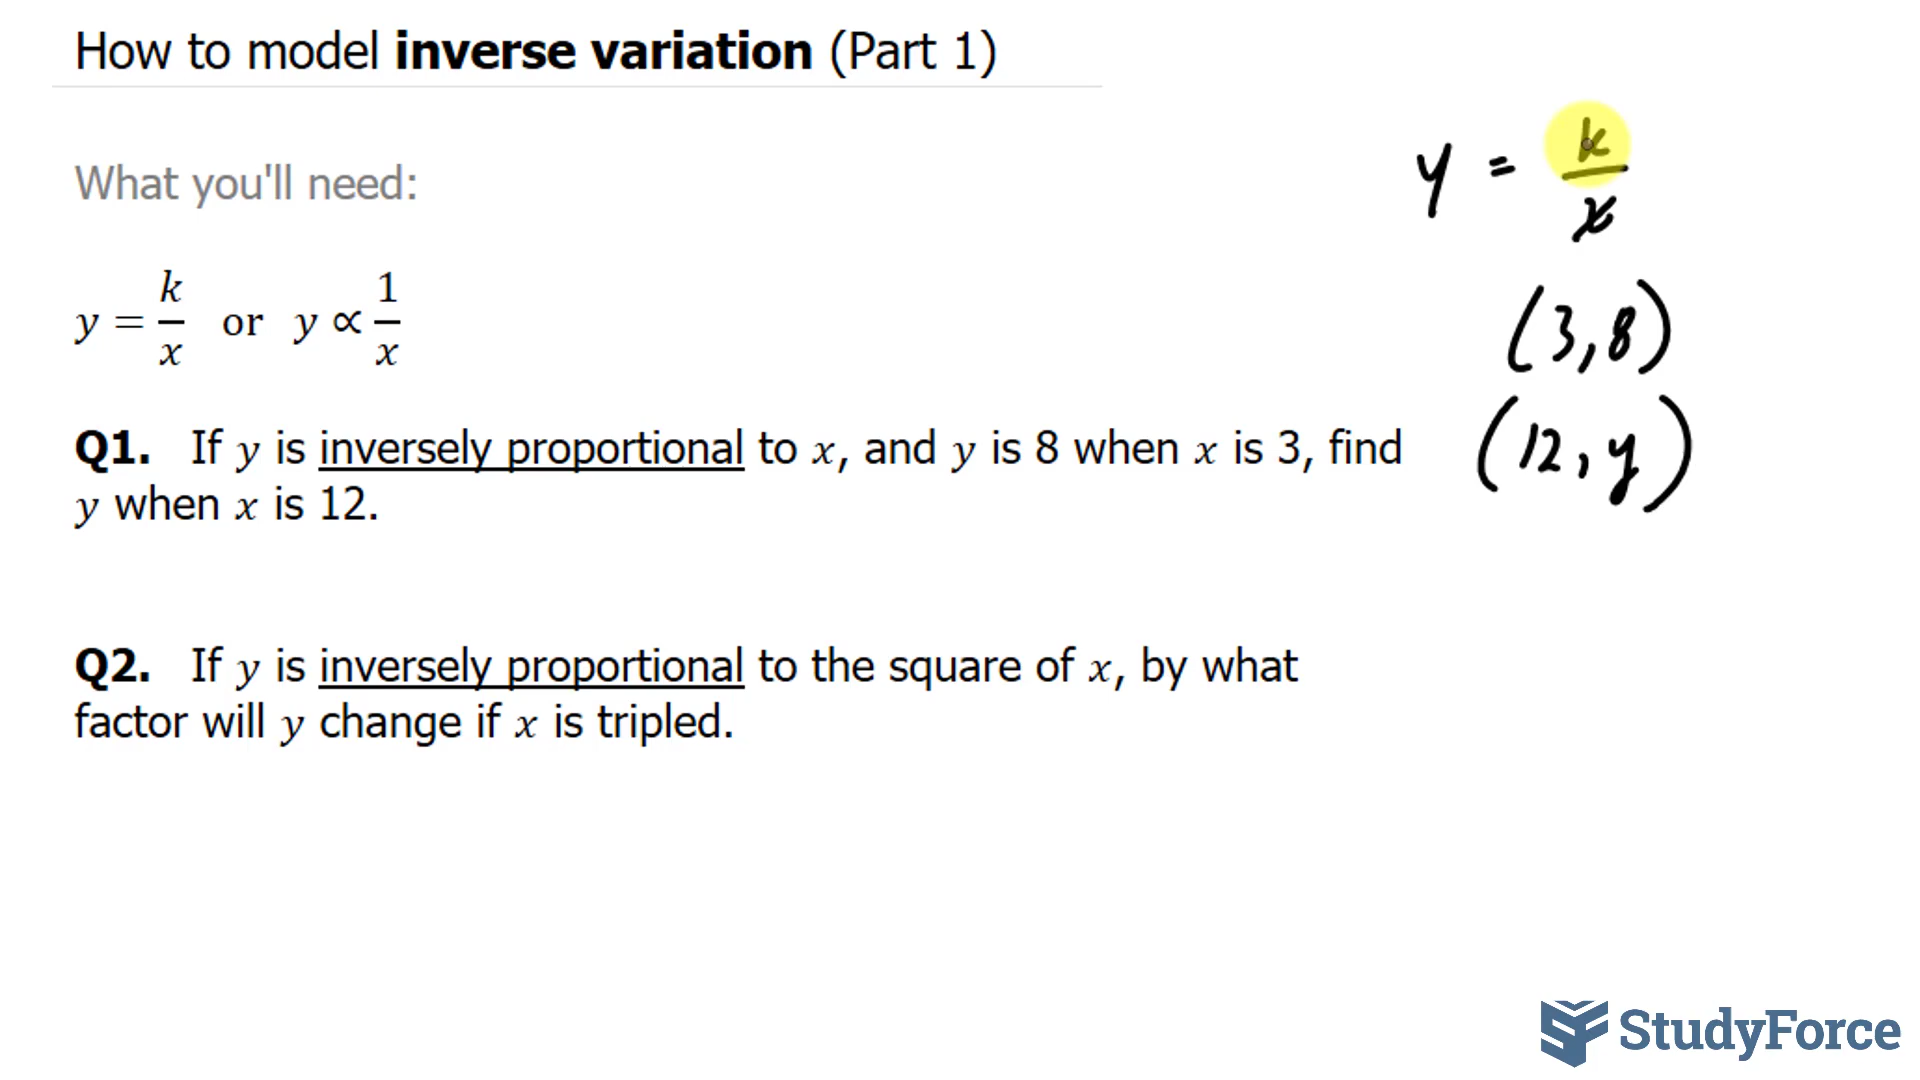 How to model inverse variation (Part 1)
What you'll need:
y = k/x or y ∝ 1/x
Q1. If y is inversely proportional to x, and y is 8 when x is 3, find
y when x is 12.
Q2. If y is inversely proportional to the square of x, by what
factor will y change if x is tripled.
y = k/x
(3,8)
(12,y)
StudyForce